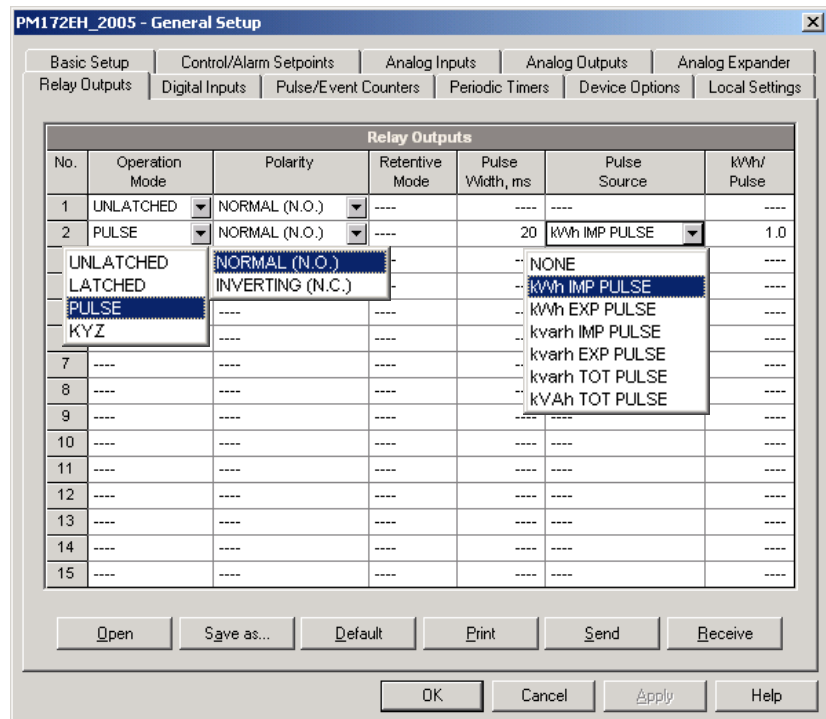 PM172EH_2005 - General Setup
Basic Setup Control/Alarm Setpoints Analog Inputs Analog Outputs Analog Expander
Relay Outputs Digital Inputs Pulse/Event Counters Periodic Timers Device Options Local Settings
Relay Outputs
No. Operation Mode Polarity Retentive Mode Pulse Width, ms Pulse Source kWh/ Pulse
1 UNLATCHED NORMAL (N.O.) ---- ---- ---- ----
2 PULSE NORMAL (N.O.) ---- 20 kWh IMP PULSE 1.0
UNLATCHED
LATCHED
PULSE
KYZ
NORMAL (N.O.)
INVERTING (N.C.)
NONE
kWh IMP PULSE
kWh EXP PULSE
kvarh IMP PULSE
kvarh EXP PULSE
kvarh TOT PULSE
kVAh TOT PULSE
----
----
---- ---- ----
---- ---- ----
7 ---- ---- ---- ----
8 ---- ---- ---- ----
9 ---- ---- ---- ---- ---- ----
10 ---- ---- ---- ---- ---- ----
11 ---- ---- ---- ---- ---- ----
12 ---- ---- ---- ---- ---- ----
13 ---- ---- ---- ---- ---- ----
14 ---- ---- ---- ---- ---- ----
15 ---- ---- ---- ---- ---- ----
Open Save as... Default Print Send Receive
OK Cancel Apply Help